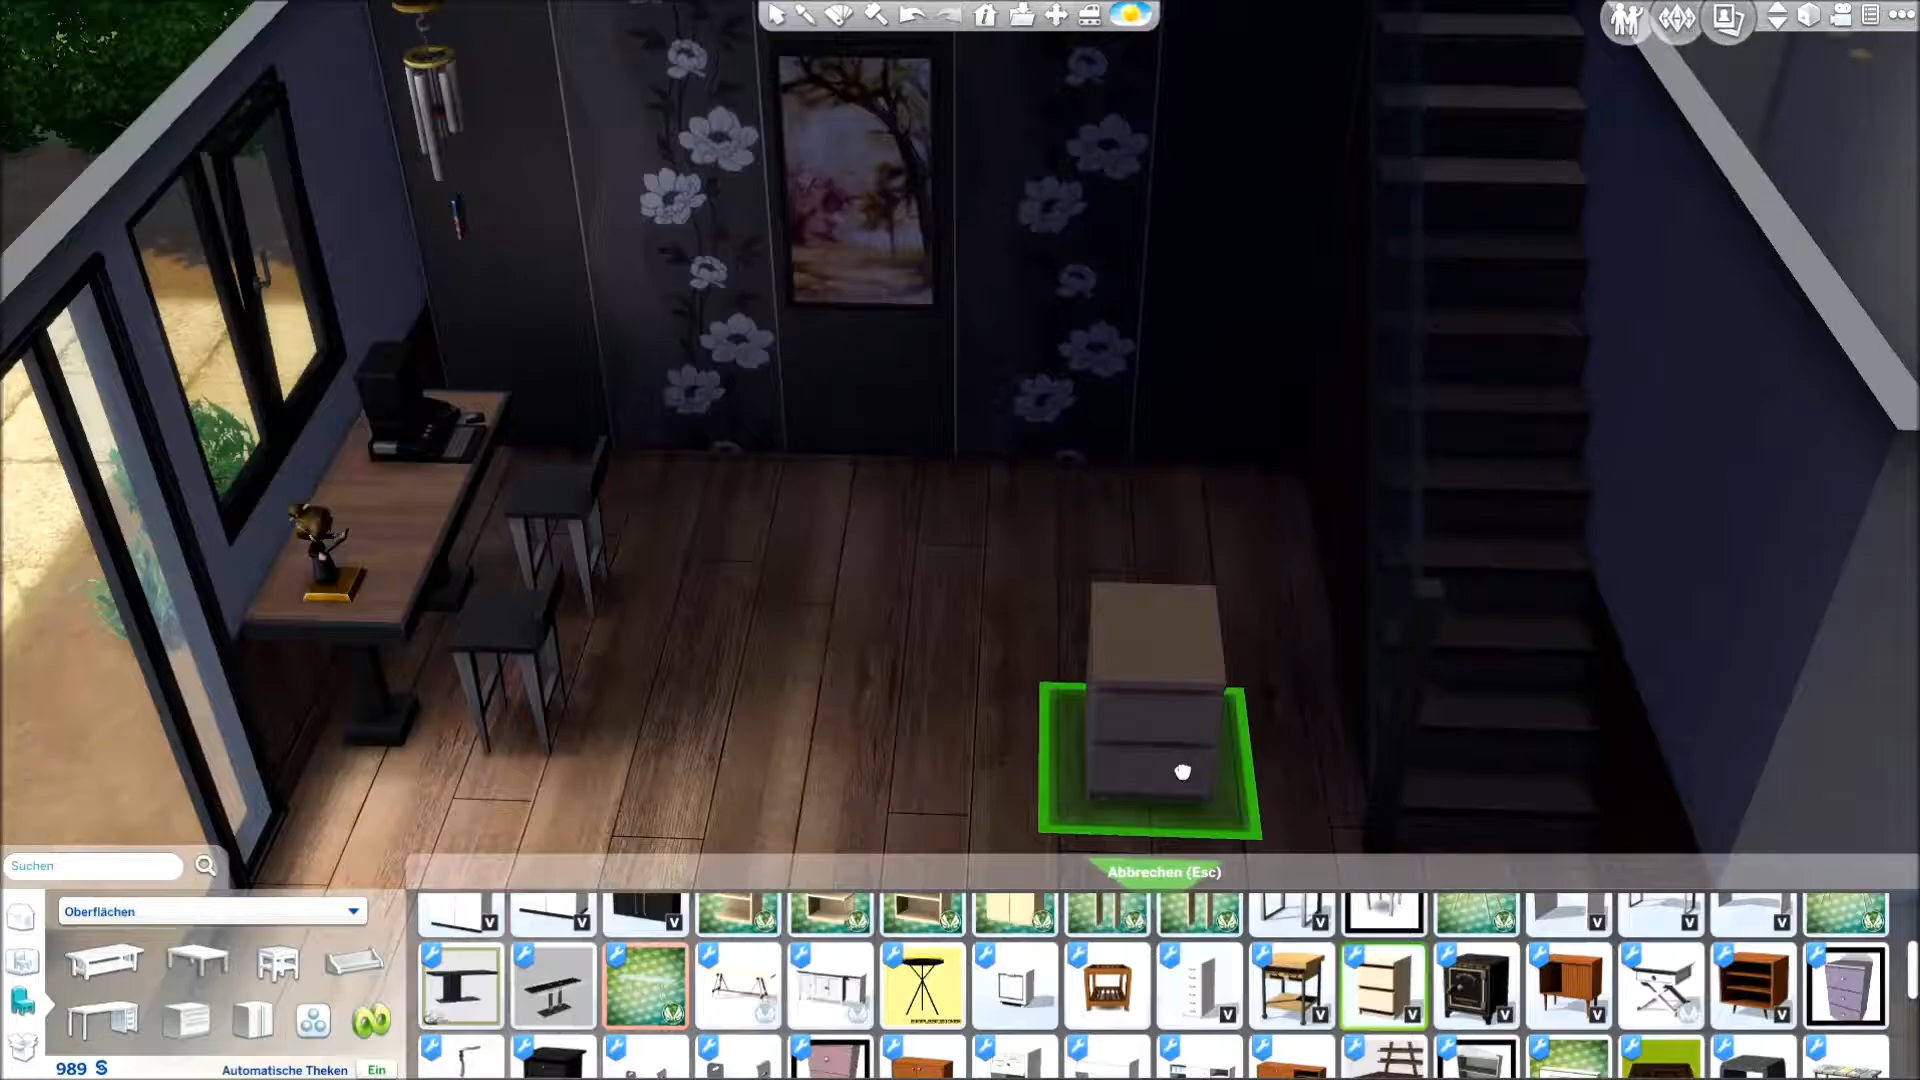 Suchen
Abbrechen (Esc)
Oberflächen
V V V V V V V V
V V V V V V
989 S
Automatische Theken Ein